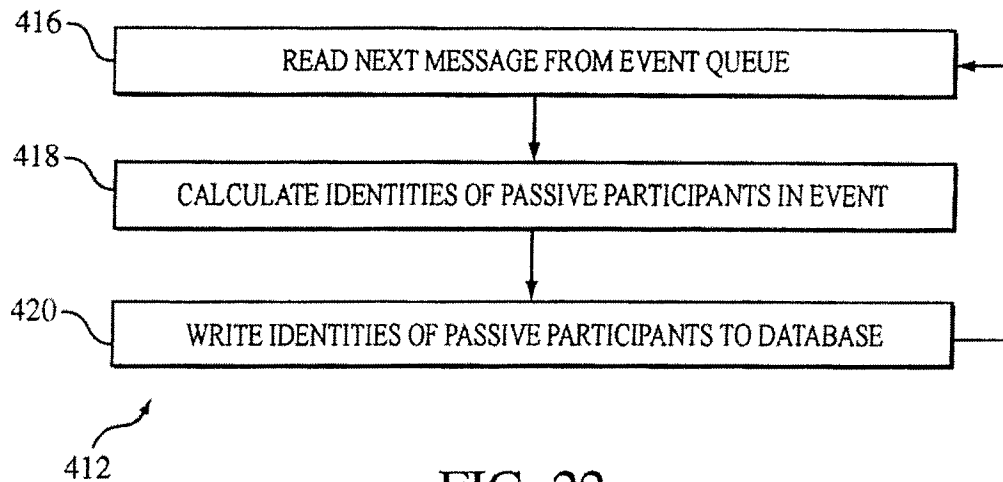 416
READ NEXT MESSAGE FROM EVENT QUEUE
418
CALCULATE IDENTITIES OF PASSIVE PARTICIPANTS IN EVENT
420
WRITE IDENTITIES OF PASSIVE PARTICIPANTS TO DATABASE
412